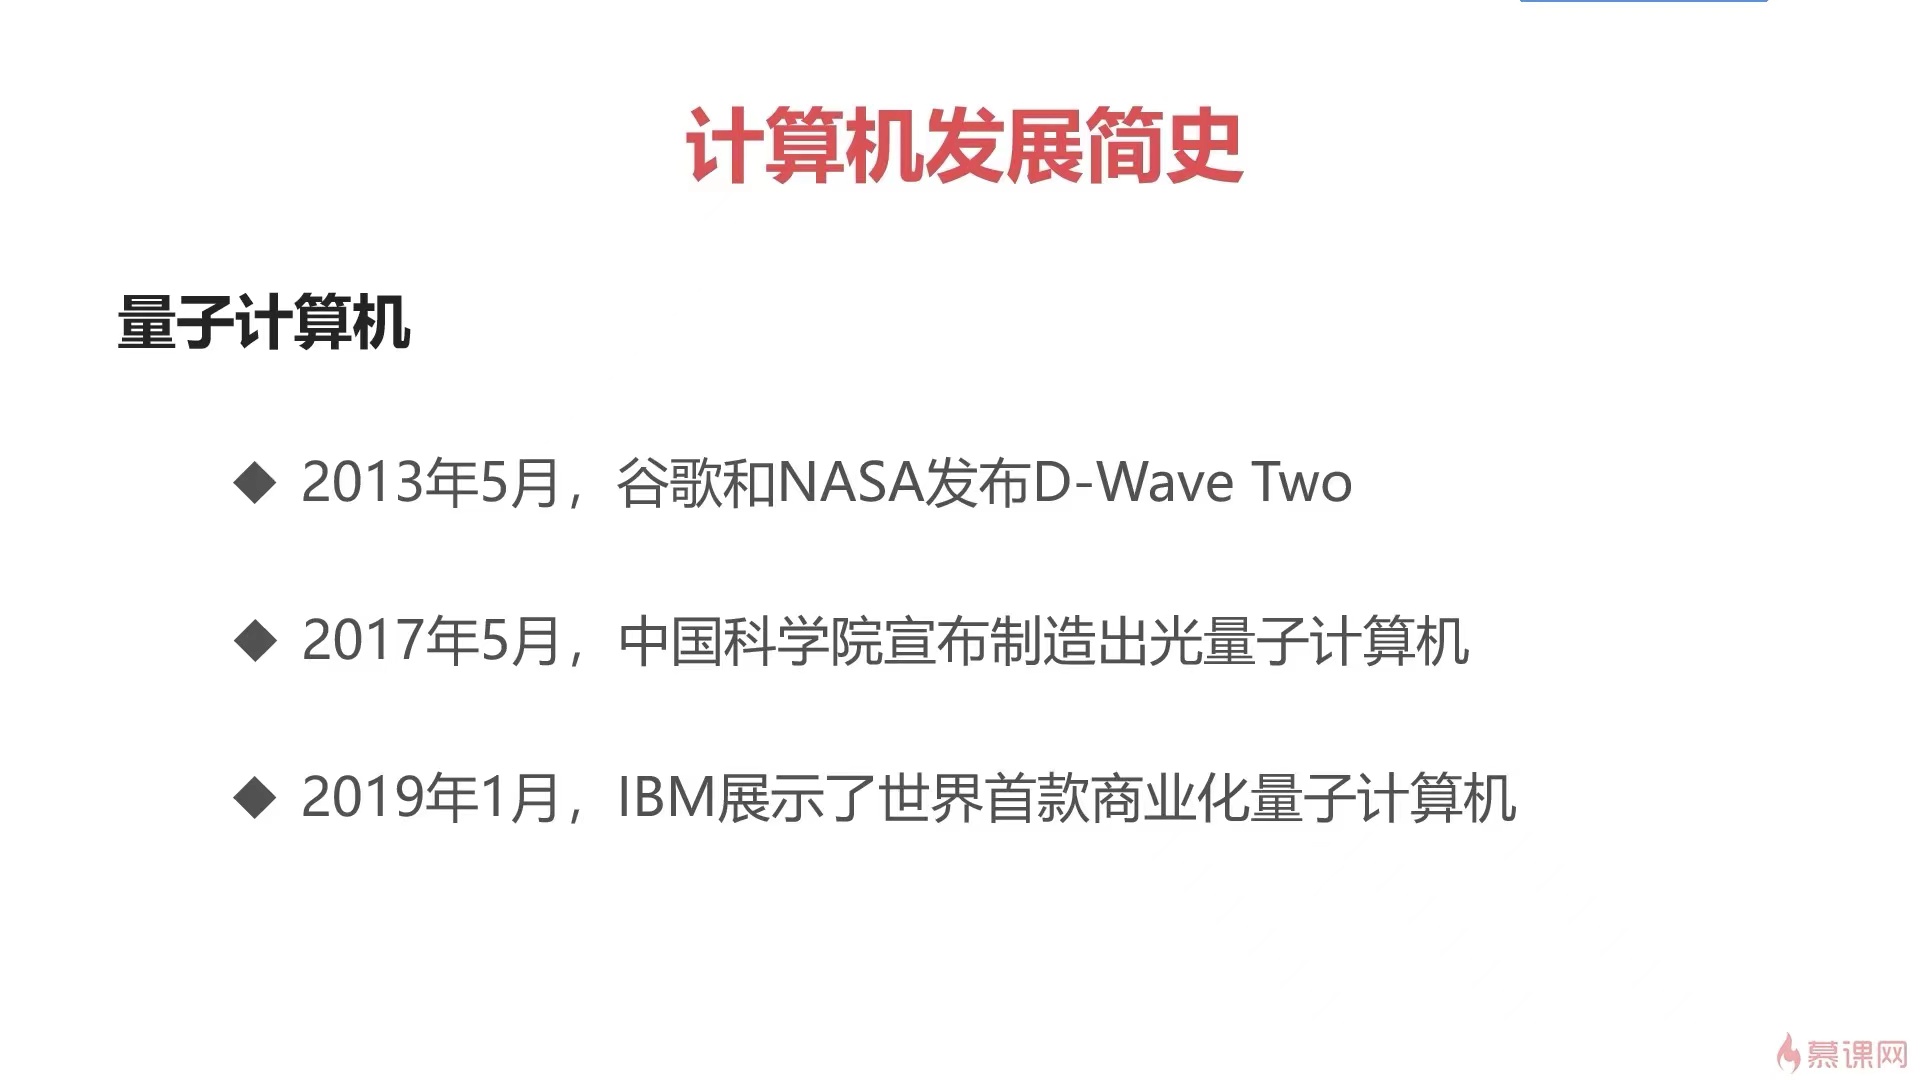 计算机发展简史
量子计算机
◆ 2013年5月，谷歌和NASA发布D-Wave Two
◆ 2017年5月，中国科学院宣布制造出光量子计算机
◆ 2019年1月，IBM展示了世界首款商业化量子计算机
慕课网